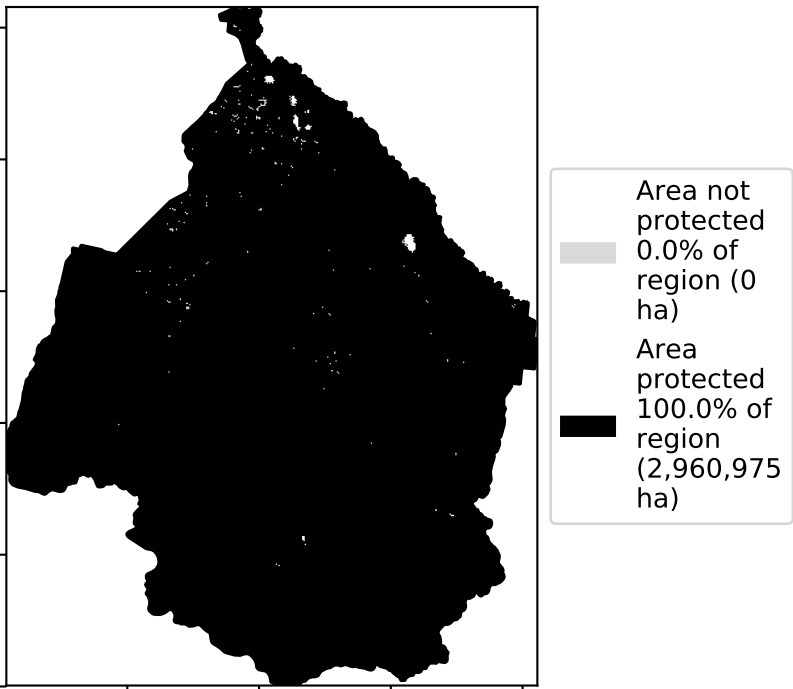 Area not
protected
0.0% of
region (0
ha)
Area
protected
100.0% of
region
(2,960,975
ha)